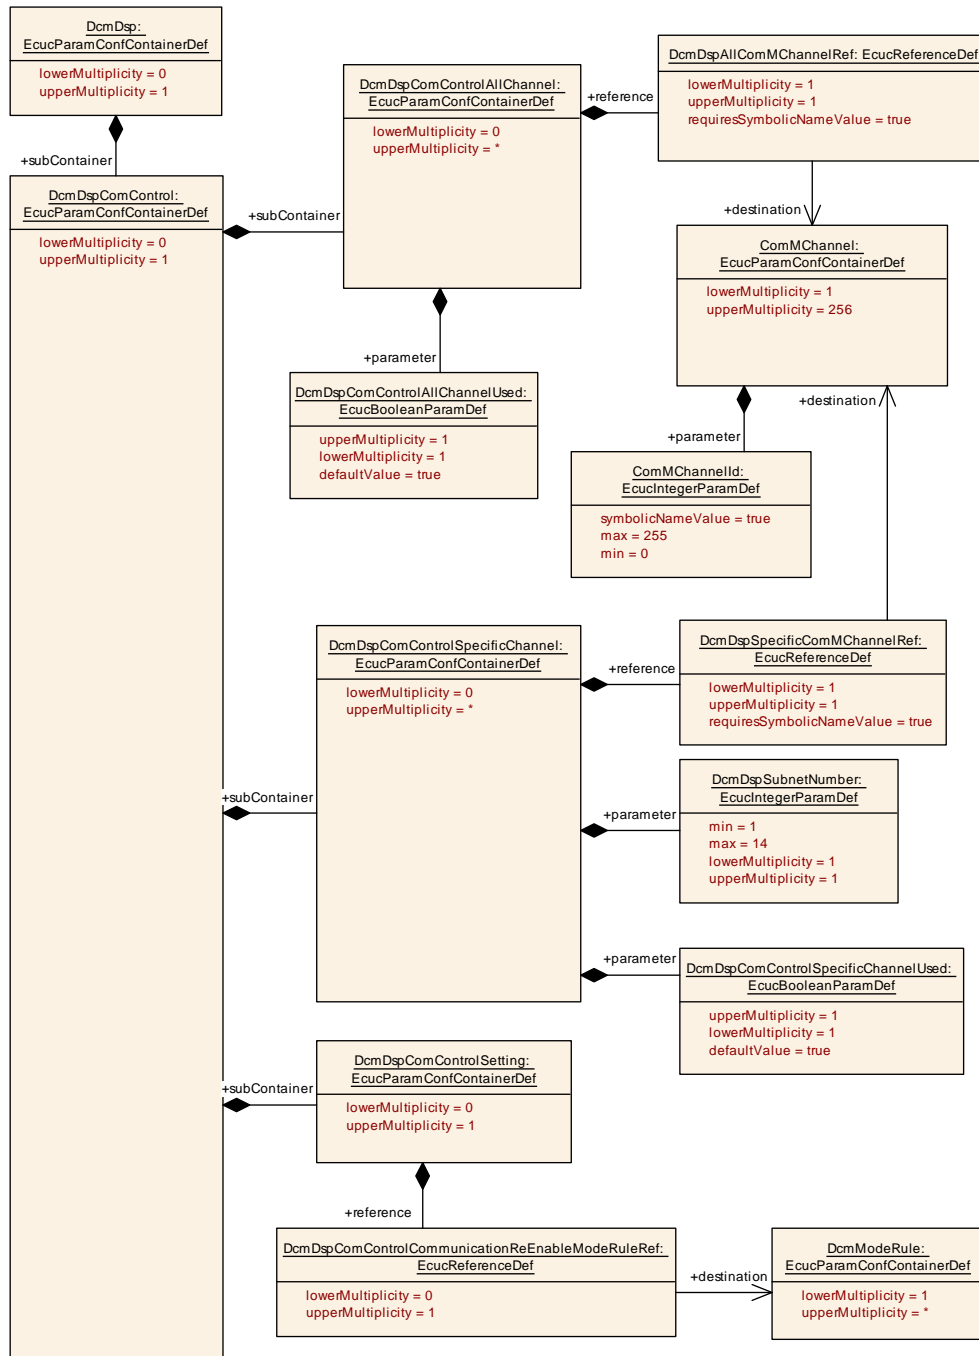 DcmDsp:
EcucParamConfContainerDef
lowerMultiplicity = 0
upperMultiplicity = 1
+subContainer
DcmDspComControl:
EcucParamConfContainerDef
lowerMultiplicity = 0
upperMultiplicity = 1
+subContainer
DcmDspComControlAllChannel:
EcucParamConfContainerDef
lowerMultiplicity = 0
upperMultiplicity = *
+reference
DcmDspAllComMChannelRef: EcucReferenceDef
lowerMultiplicity = 1
upperMultiplicity = 1
requiresSymbolicNameValue = true
+destination
ComMChannel:
EcucParamConfContainerDef
lowerMultiplicity = 1
upperMultiplicity = 256
+parameter
DcmDspComControlAllChannelUsed:
EcucBooleanParamDef
upperMultiplicity = 1
lowerMultiplicity = 1
defaultValue = true
+destination
+parameter
ComMChannelId:
EcucIntegerParamDef
symbolicNameValue = true
max = 255
min = 0
+subContainer
DcmDspComControlSpecificChannel:
EcucParamConfContainerDef
lowerMultiplicity = 0
upperMultiplicity = *
+reference
DcmDspSpecificComMChannelRef:
EcucReferenceDef
lowerMultiplicity = 1
upperMultiplicity = 1
requiresSymbolicNameValue = true
+parameter
DcmDspSubnetNumber:
EcucIntegerParamDef
min = 1
max = 14
lowerMultiplicity = 1
upperMultiplicity = 1
+parameter
DcmDspComControlSpecificChannelUsed:
EcucBooleanParamDef
upperMultiplicity = 1
lowerMultiplicity = 1
defaultValue = true
+subContainer
DcmDspComControlSetting:
EcucParamConfContainerDef
lowerMultiplicity = 0
upperMultiplicity = 1
+reference
DcmDspComControlCommunicationReEnableModeRuleRef:
EcucReferenceDef
lowerMultiplicity = 0
upperMultiplicity = 1
+destination
DcmModeRule:
EcucParamConfContainerDef
lowerMultiplicity = 1
upperMultiplicity = *